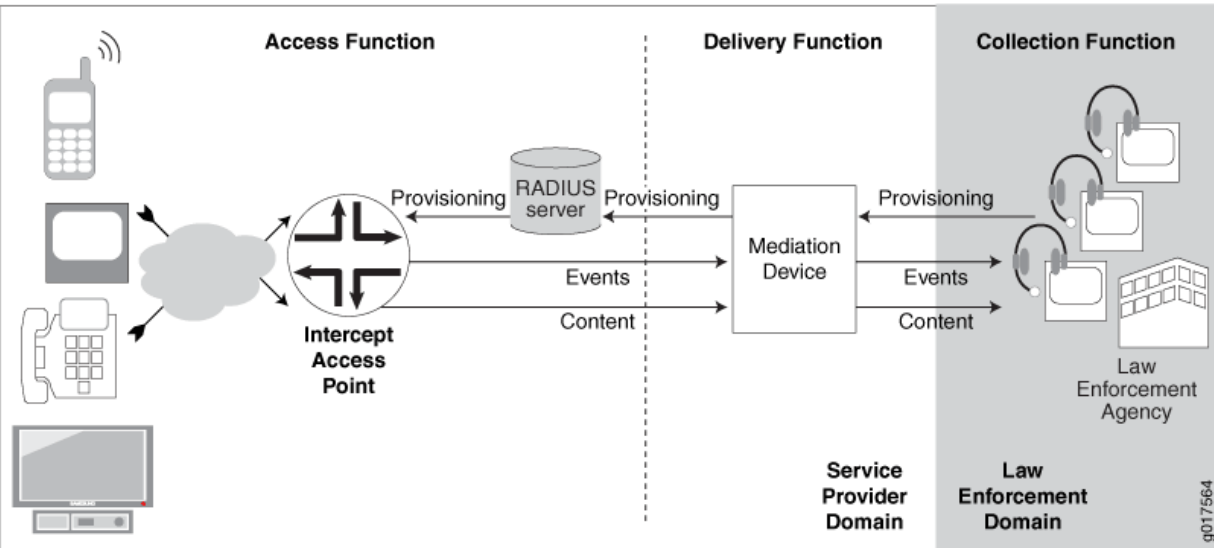 Access Function
Delivery Function
Collection Function
Provisioning
RADIUS
server
Provisioning
Provisioning
Mediation
Device
Events
Events
Content
Content
Intercept
Access
Point
Law
Enforcement
Agency
Service
Provider
Domain
Law
Enforcement
Domain
g017564